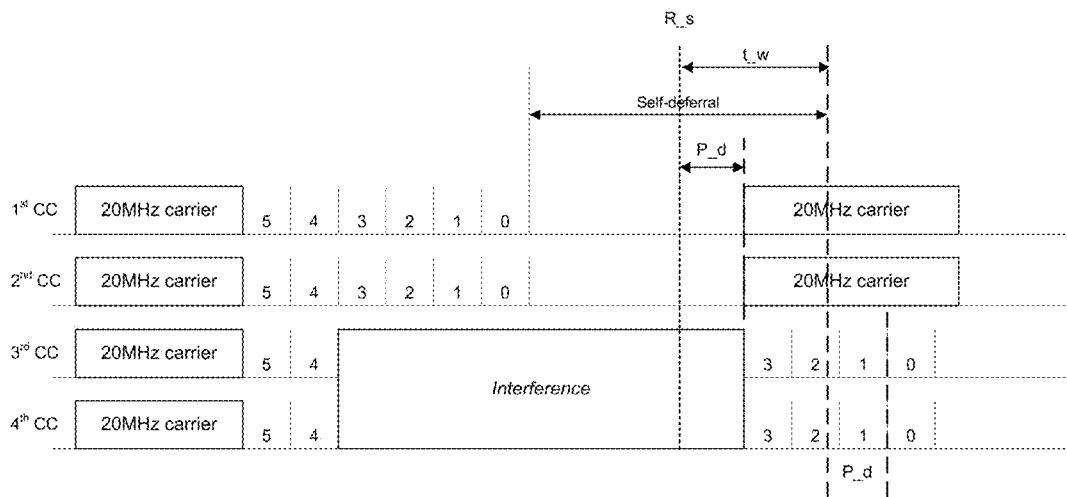 R_s
t_w
Self-deferral
P_d
1st CC 20MHz carrier 5 4 3 2 1 0 20MHz carrier
2nd CC 20MHz carrier 5 4 3 2 1 0 20MHz carrier
3rd CC 20MHz carrier 5 4 3 2 1 0
Interference
4th CC 20MHz carrier 5 4 3 2 1 0
P_d